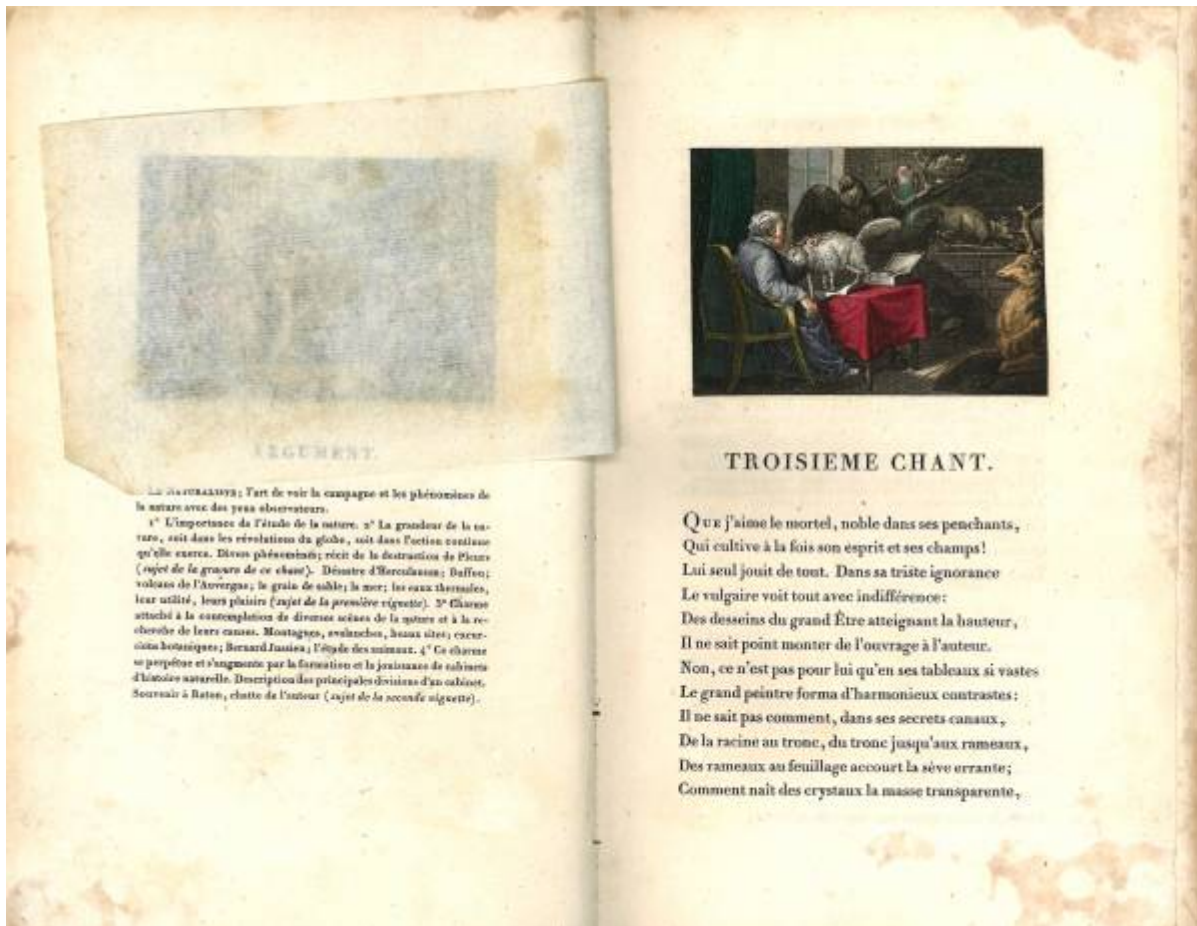 ARGUMENT.
LE NATURALISTE; l'art de voir la campagne et les phénomènes de
la nature avec des yeux observateurs.
1° L'importance de l'étude de la nature. 2° La grandeur de la na-
ture, soit dans les révolutions du globe, soit dans l'action continue
qu'elle exerce. Divers phénomènes; récit de la destruction de Pleurs
(sujet de la gravure de ce chant). Désastre d'Herculanum; Buffon;
volcans de l'Auvergne; le grain de sable; la mer; les eaux thermales,
leur utilité, leurs plaisirs (sujet de la première vignette). 3° Charme
attaché à la contemplation de diverses scènes de la nature et à la re-
cherche de leurs causes. Montagnes, avalanches, beaux sites; excur-
sions botaniques; Bernard Jussieu; l'étude des animaux. 4° Ce charme
se perpétue et s'augmente par la formation et la jouissance de cabinets
d'histoire naturelle. Description des principales divisions d'un cabinet.
Souvenir à Raton, chatte de l'auteur (sujet de la seconde vignette).
TROISIEME CHANT.
QUE j'aime le mortel, noble dans ses penchants,
Qui cultive à la fois son esprit et ses champs!
Lui seul jouit de tout. Dans sa triste ignorance
Le vulgaire voit tout avec indifférence:
Des desseins du grand Être atteignant la hauteur,
Il ne sait point monter de l'ouvrage à l'auteur.
Non, ce n'est pas pour lui qu'en ses tableaux si vastes
Le grand peintre forma d'harmonieux contrastes:
Il ne sait pas comment, dans ses secrets canaux,
De la racine au tronc, du tronc jusqu'aux rameaux,
Des rameaux au feuillage accourt la sève errante;
Comment naît des crystaux la masse transparente,